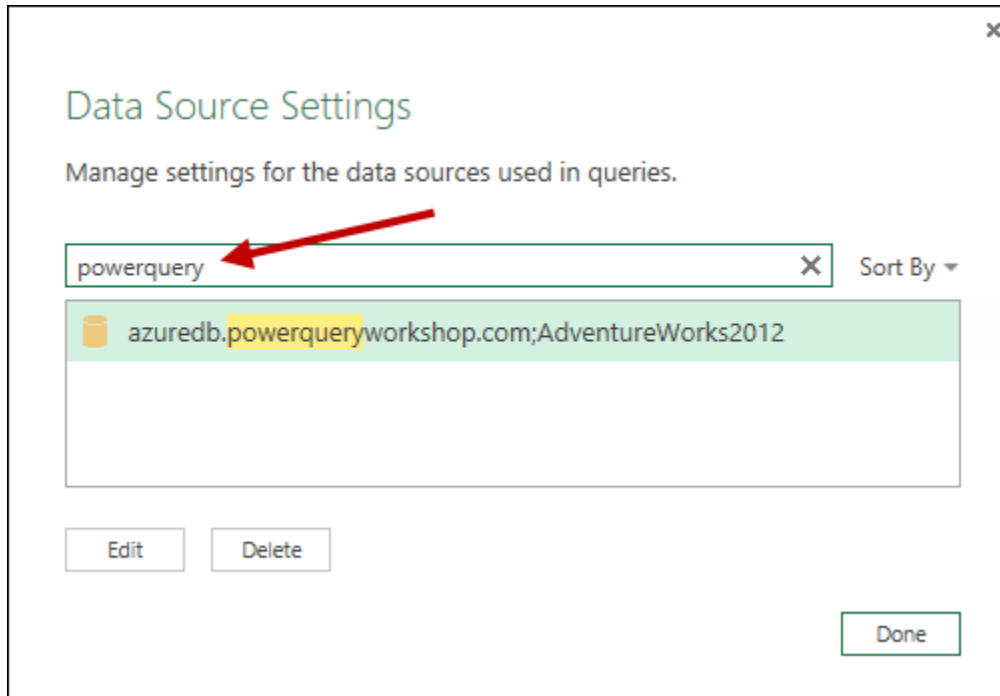 Data Source Settings
Manage settings for the data sources used in queries.
powerquery
Sort By
azuredb.powerqueryworkshop.com;AdventureWorks2012
Edit Delete
Done